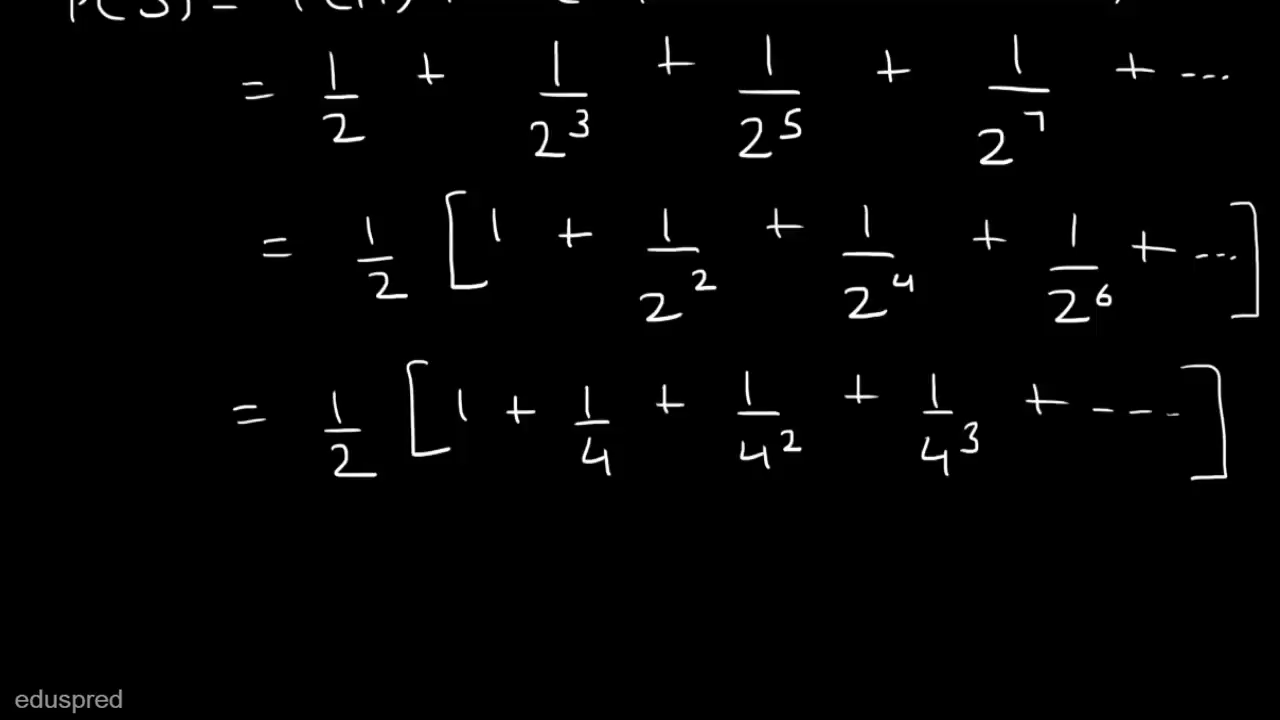 = 1/2 + 1/2^3 + 1/2^5 + 1/2^7 + ...
= 1/2 [ 1 + 1/2^2 + 1/2^4 + 1/2^6 + ... ]
= 1/2 [ 1 + 1/4 + 1/4^2 + 1/4^3 + ---- ]
eduspred